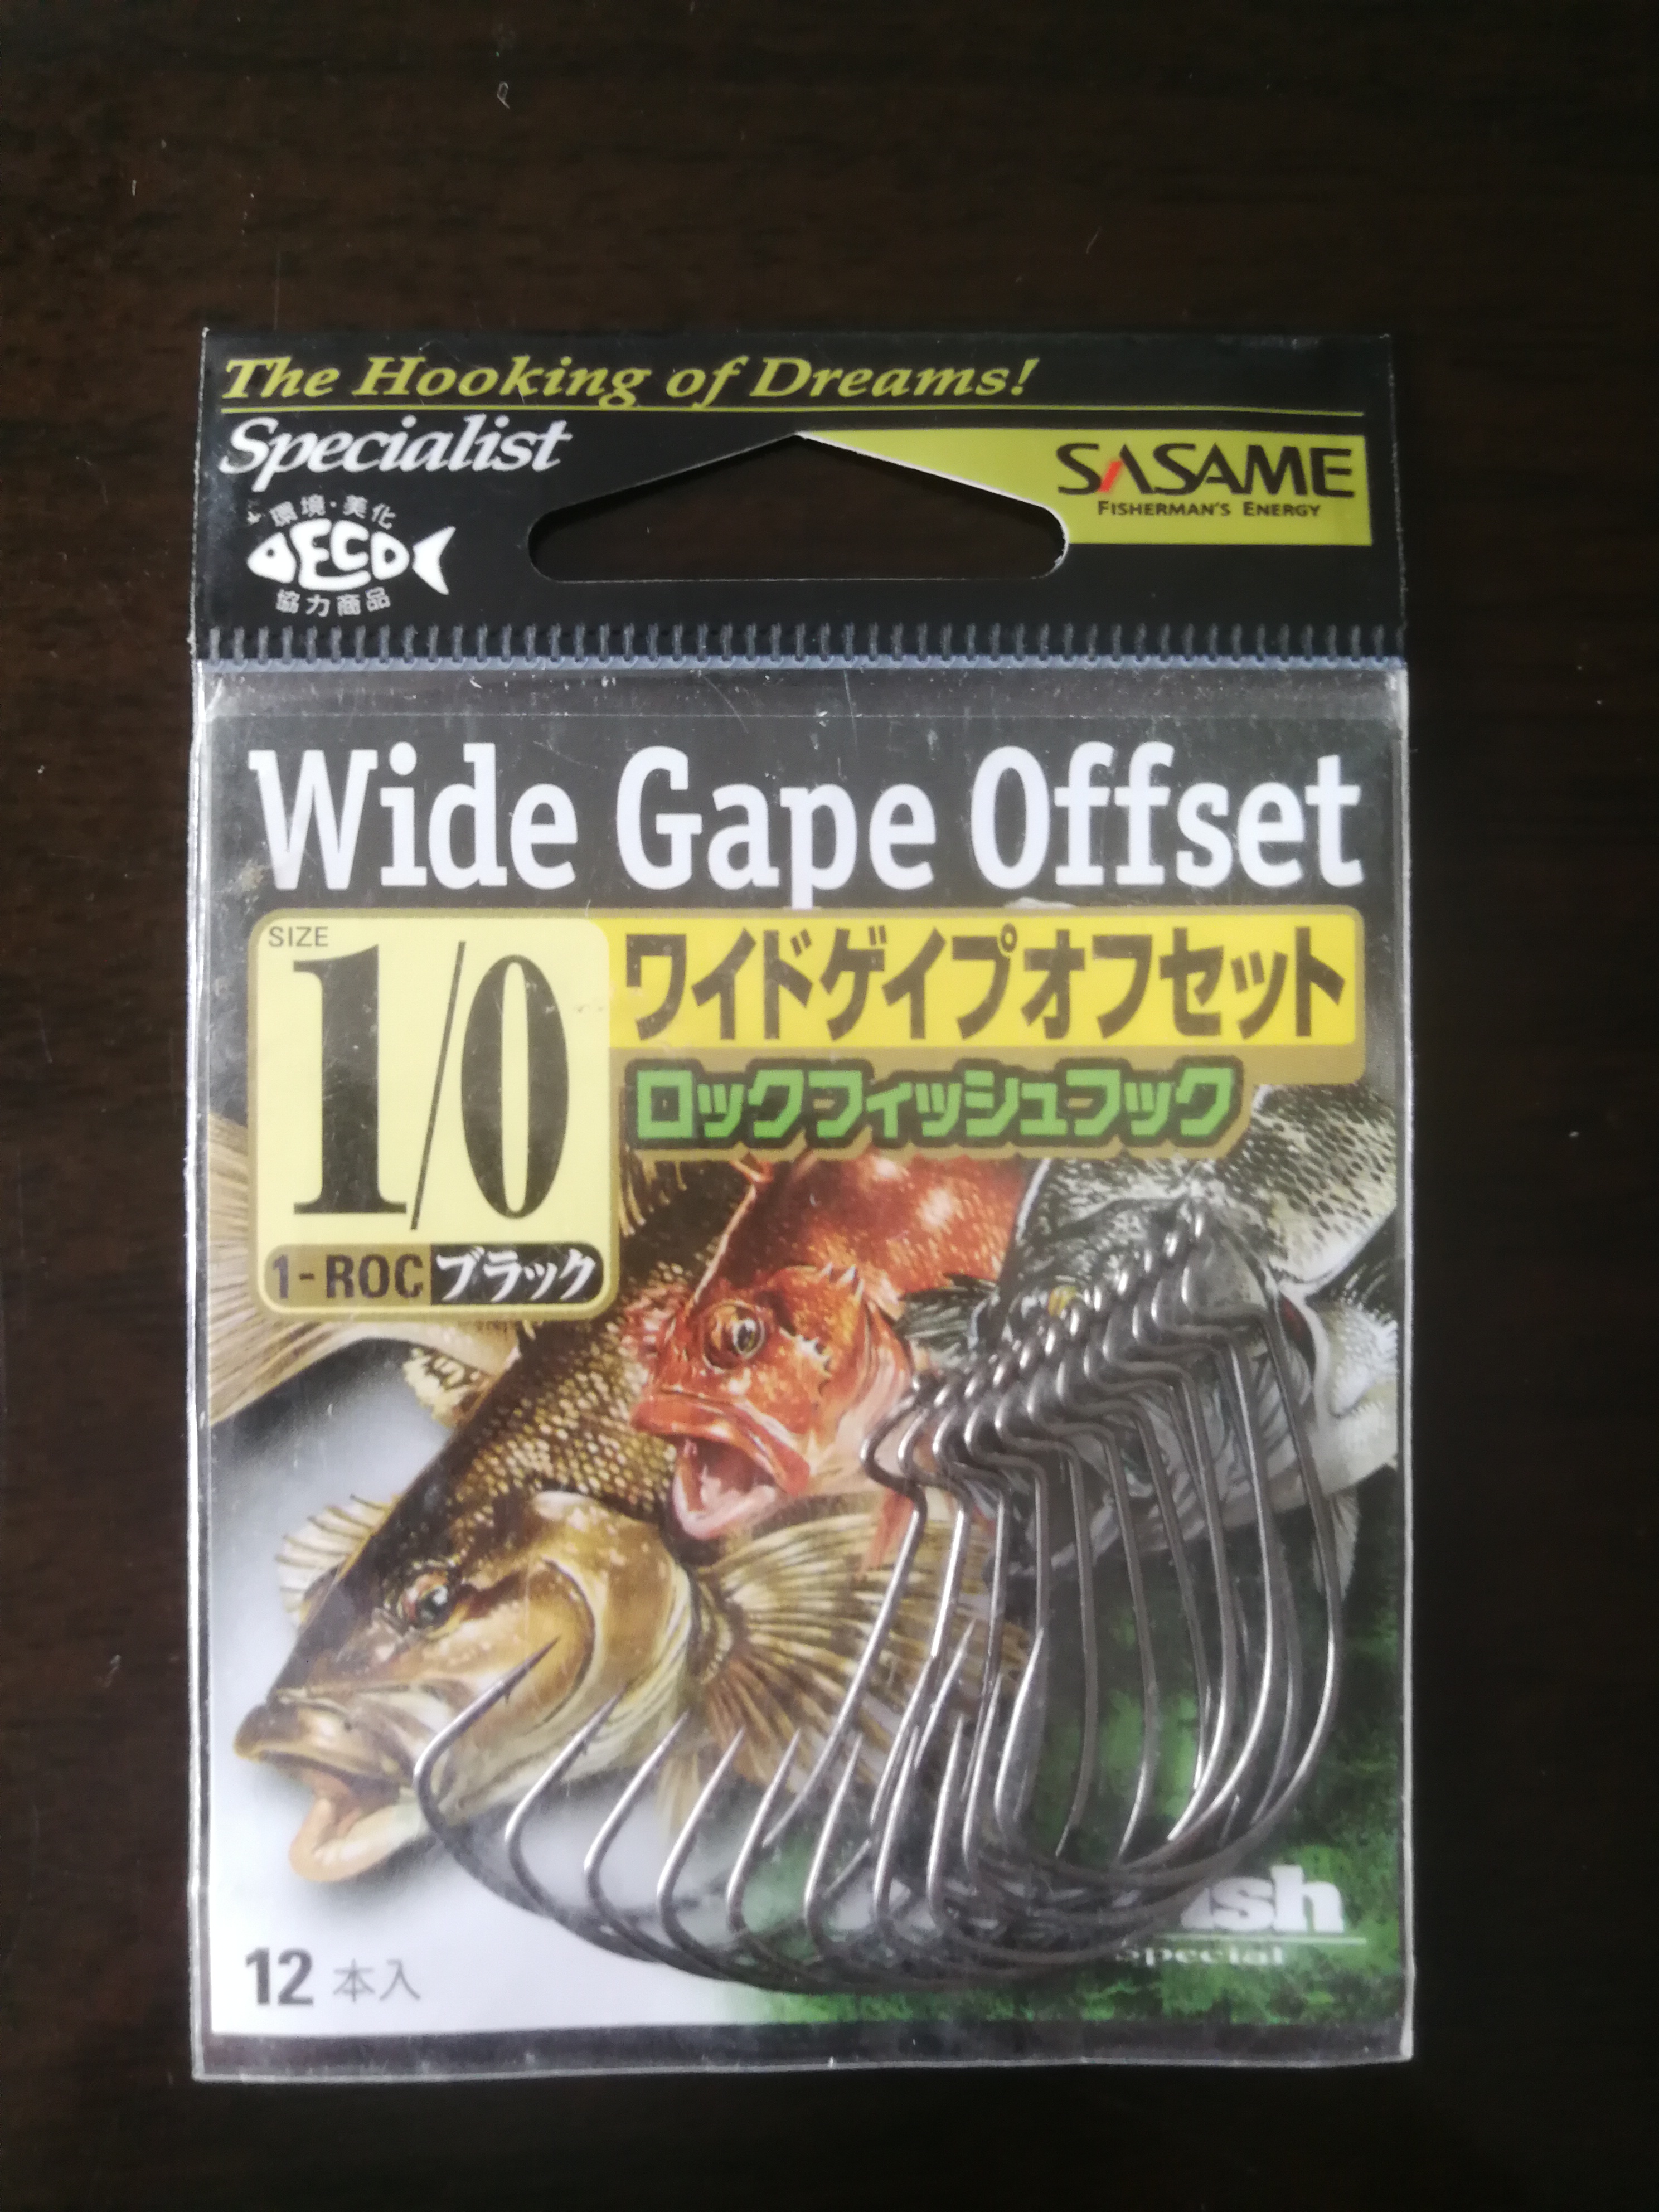 The Hooking of Dreams!
Specialist
SASAME
FISHERMAN'S ENERGY
環境・美化
ECO
協力商品
Wide Gape Offset
SIZE
1/0
ワイドゲイプオフセット
ロックフィッシュフック
1-ROC ブラック
12 本入
special